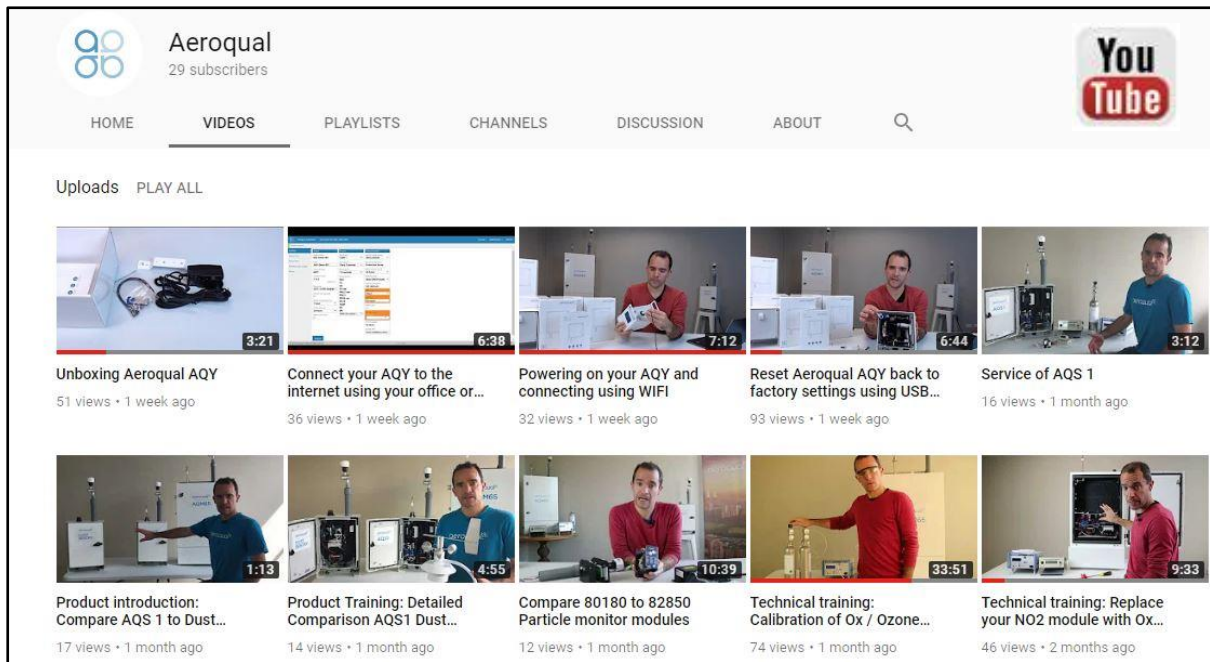 Aeroqual
29 subscribers
You
Tube
HOME VIDEOS PLAYLISTS CHANNELS DISCUSSION ABOUT
Uploads PLAY ALL
3:21
6:38
7:12
6:44
3:12
Unboxing Aeroqual AQY
51 views • 1 week ago
Connect your AQY to the
internet using your office or...
36 views • 1 week ago
Powering on your AQY and
connecting using WIFI
32 views • 1 week ago
Reset Aeroqual AQY back to
factory settings using USB...
93 views • 1 week ago
Service of AQS 1
16 views • 1 month ago
1:13
4:55
10:39
33:51
9:33
Product introduction:
Compare AQS 1 to Dust...
17 views • 1 month ago
Product Training: Detailed
Comparison AQS1 Dust...
14 views • 1 month ago
Compare 80180 to 82850
Particle monitor modules
12 views • 1 month ago
Technical training:
Calibration of Ox / Ozone...
74 views • 1 month ago
Technical training: Replace
your NO2 module with Ox...
46 views • 2 months ago